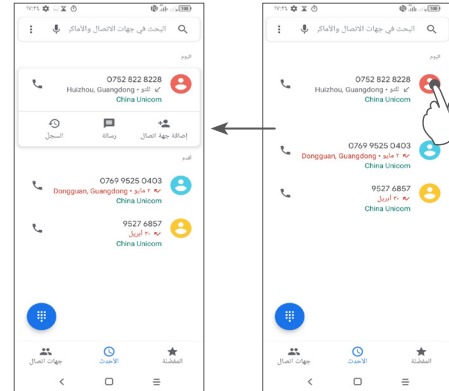 البحث في جهات الاتصال والأماكن
اليوم
0752 822 8228
للتو • Huizhou, Guangdong
China Unicom
0769 9525 0403
٢ مايو • Dongguan, Guangdong
China Unicom
9527 6857
٣٠ أبريل
China Unicom
المفضلة
الأحدث
جهات اتصال
البحث في جهات الاتصال والأماكن
اليوم
0752 822 8228
للتو • Huizhou, Guangdong
China Unicom
إضافة جهة اتصال
رسالة
السجل
أقدم
0769 9525 0403
٢ مايو • Dongguan, Guangdong
China Unicom
9527 6857
٣٠ أبريل
China Unicom
المفضلة
الأحدث
جهات اتصال